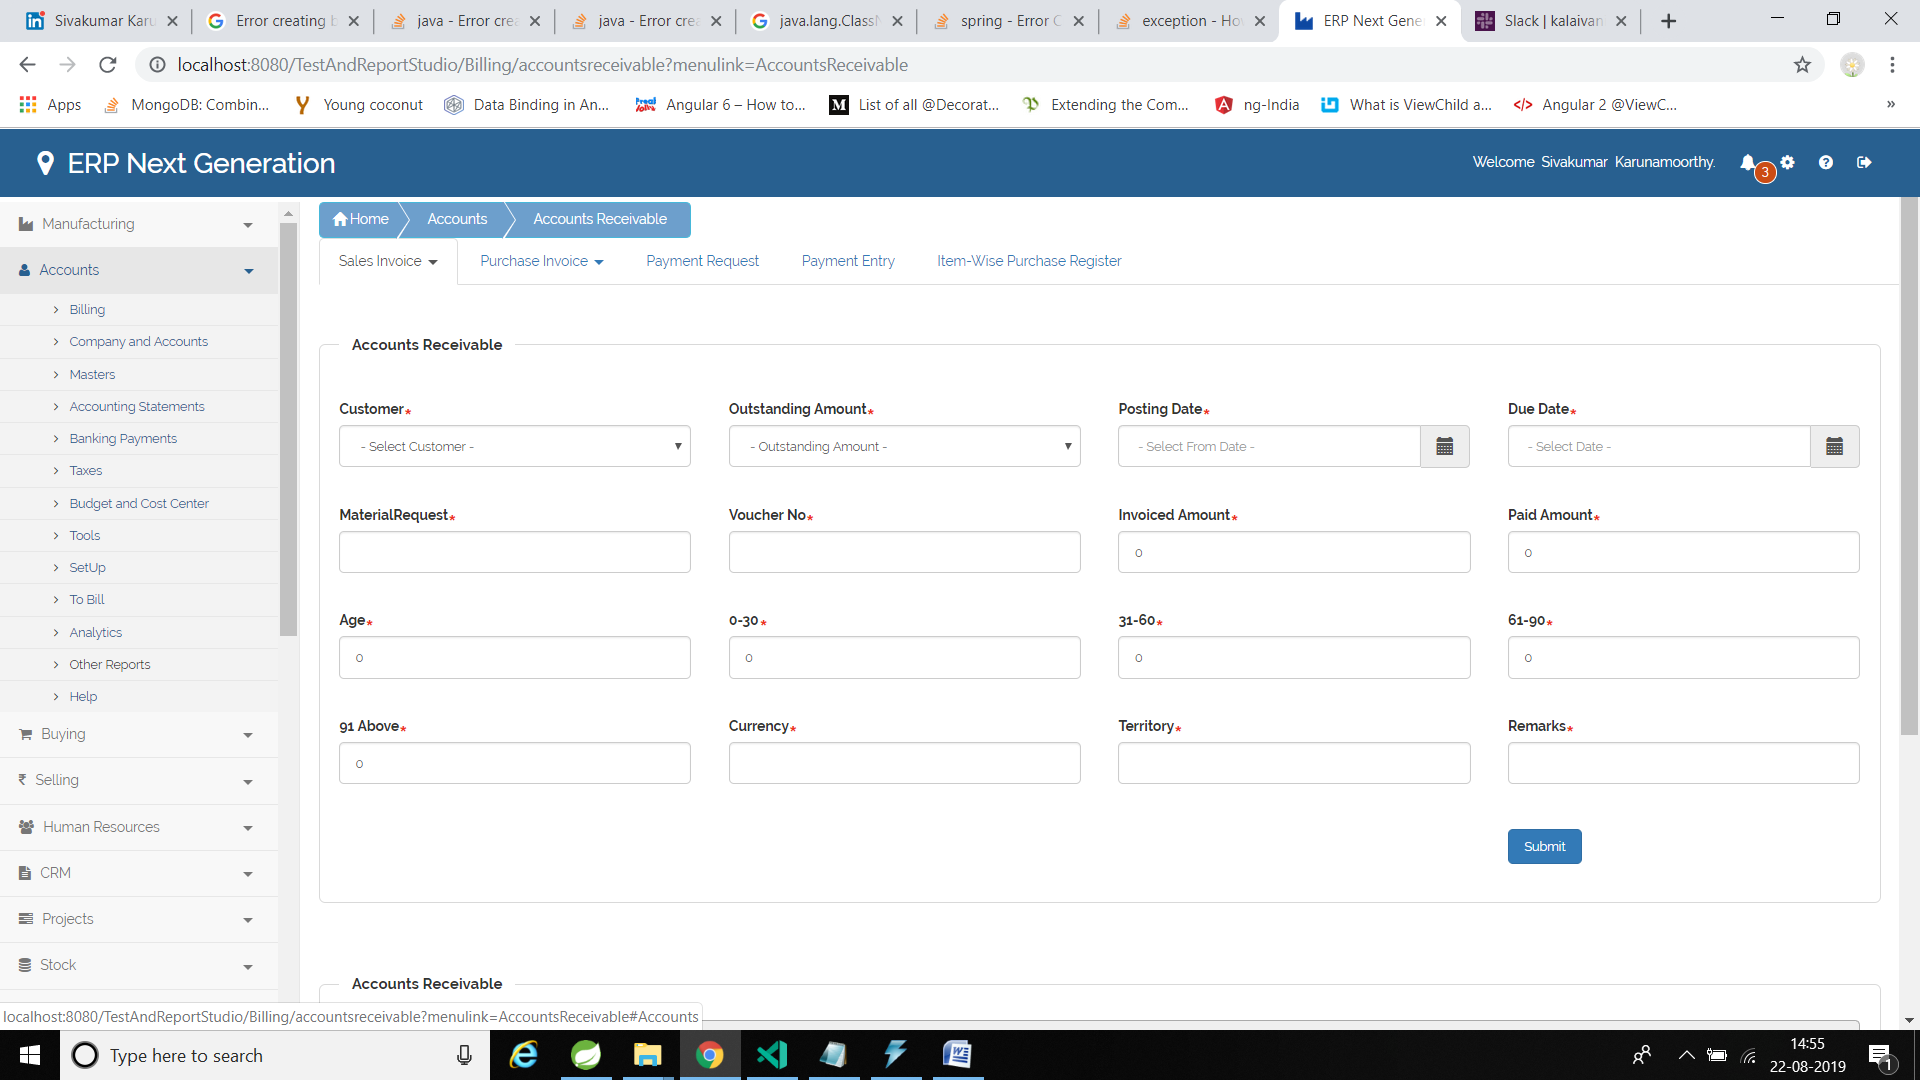 Sivakumar Karu
Error creating b
java - Error crea
java - Error crea
java.lang.ClassN
spring - Error C
exception - Ho
ERP Next Gene
Slack | kalaivan
localhost:8080/TestAndReportStudio/Billing/accountsreceivable?menulink=AccountsReceivable
Apps
MongoDB: Combin...
Young coconut
Data Binding in An...
Angular 6 – How to...
List of all @Decorat...
Extending the Com...
ng-India
What is ViewChild a...
Angular 2 @ViewC...
»
ERP Next Generation
Welcome Sivakumar Karunamoorthy.
3
Manufacturing
Accounts
Billing
Company and Accounts
Masters
Accounting Statements
Banking Payments
Taxes
Budget and Cost Center
Tools
SetUp
To Bill
Analytics
Other Reports
Help
Buying
Selling
Human Resources
CRM
Projects
Stock
Home
Accounts
Accounts Receivable
Sales Invoice
Purchase Invoice
Payment Request
Payment Entry
Item-Wise Purchase Register
Accounts Receivable
Customer*
Outstanding Amount*
Posting Date*
Due Date*
- Select Customer -
- Outstanding Amount -
- Select From Date -
- Select Date -
MaterialRequest*
Voucher No*
Invoiced Amount*
Paid Amount*
0
0
Age*
0-30*
31-60*
61-90*
0
0
0
0
91 Above*
Currency*
Territory*
Remarks*
0
Submit
Accounts Receivable
localhost:8080/TestAndReportStudio/Billing/accountsreceivable?menulink=AccountsReceivable#Accounts
Type here to search
14:55
22-08-2019
1